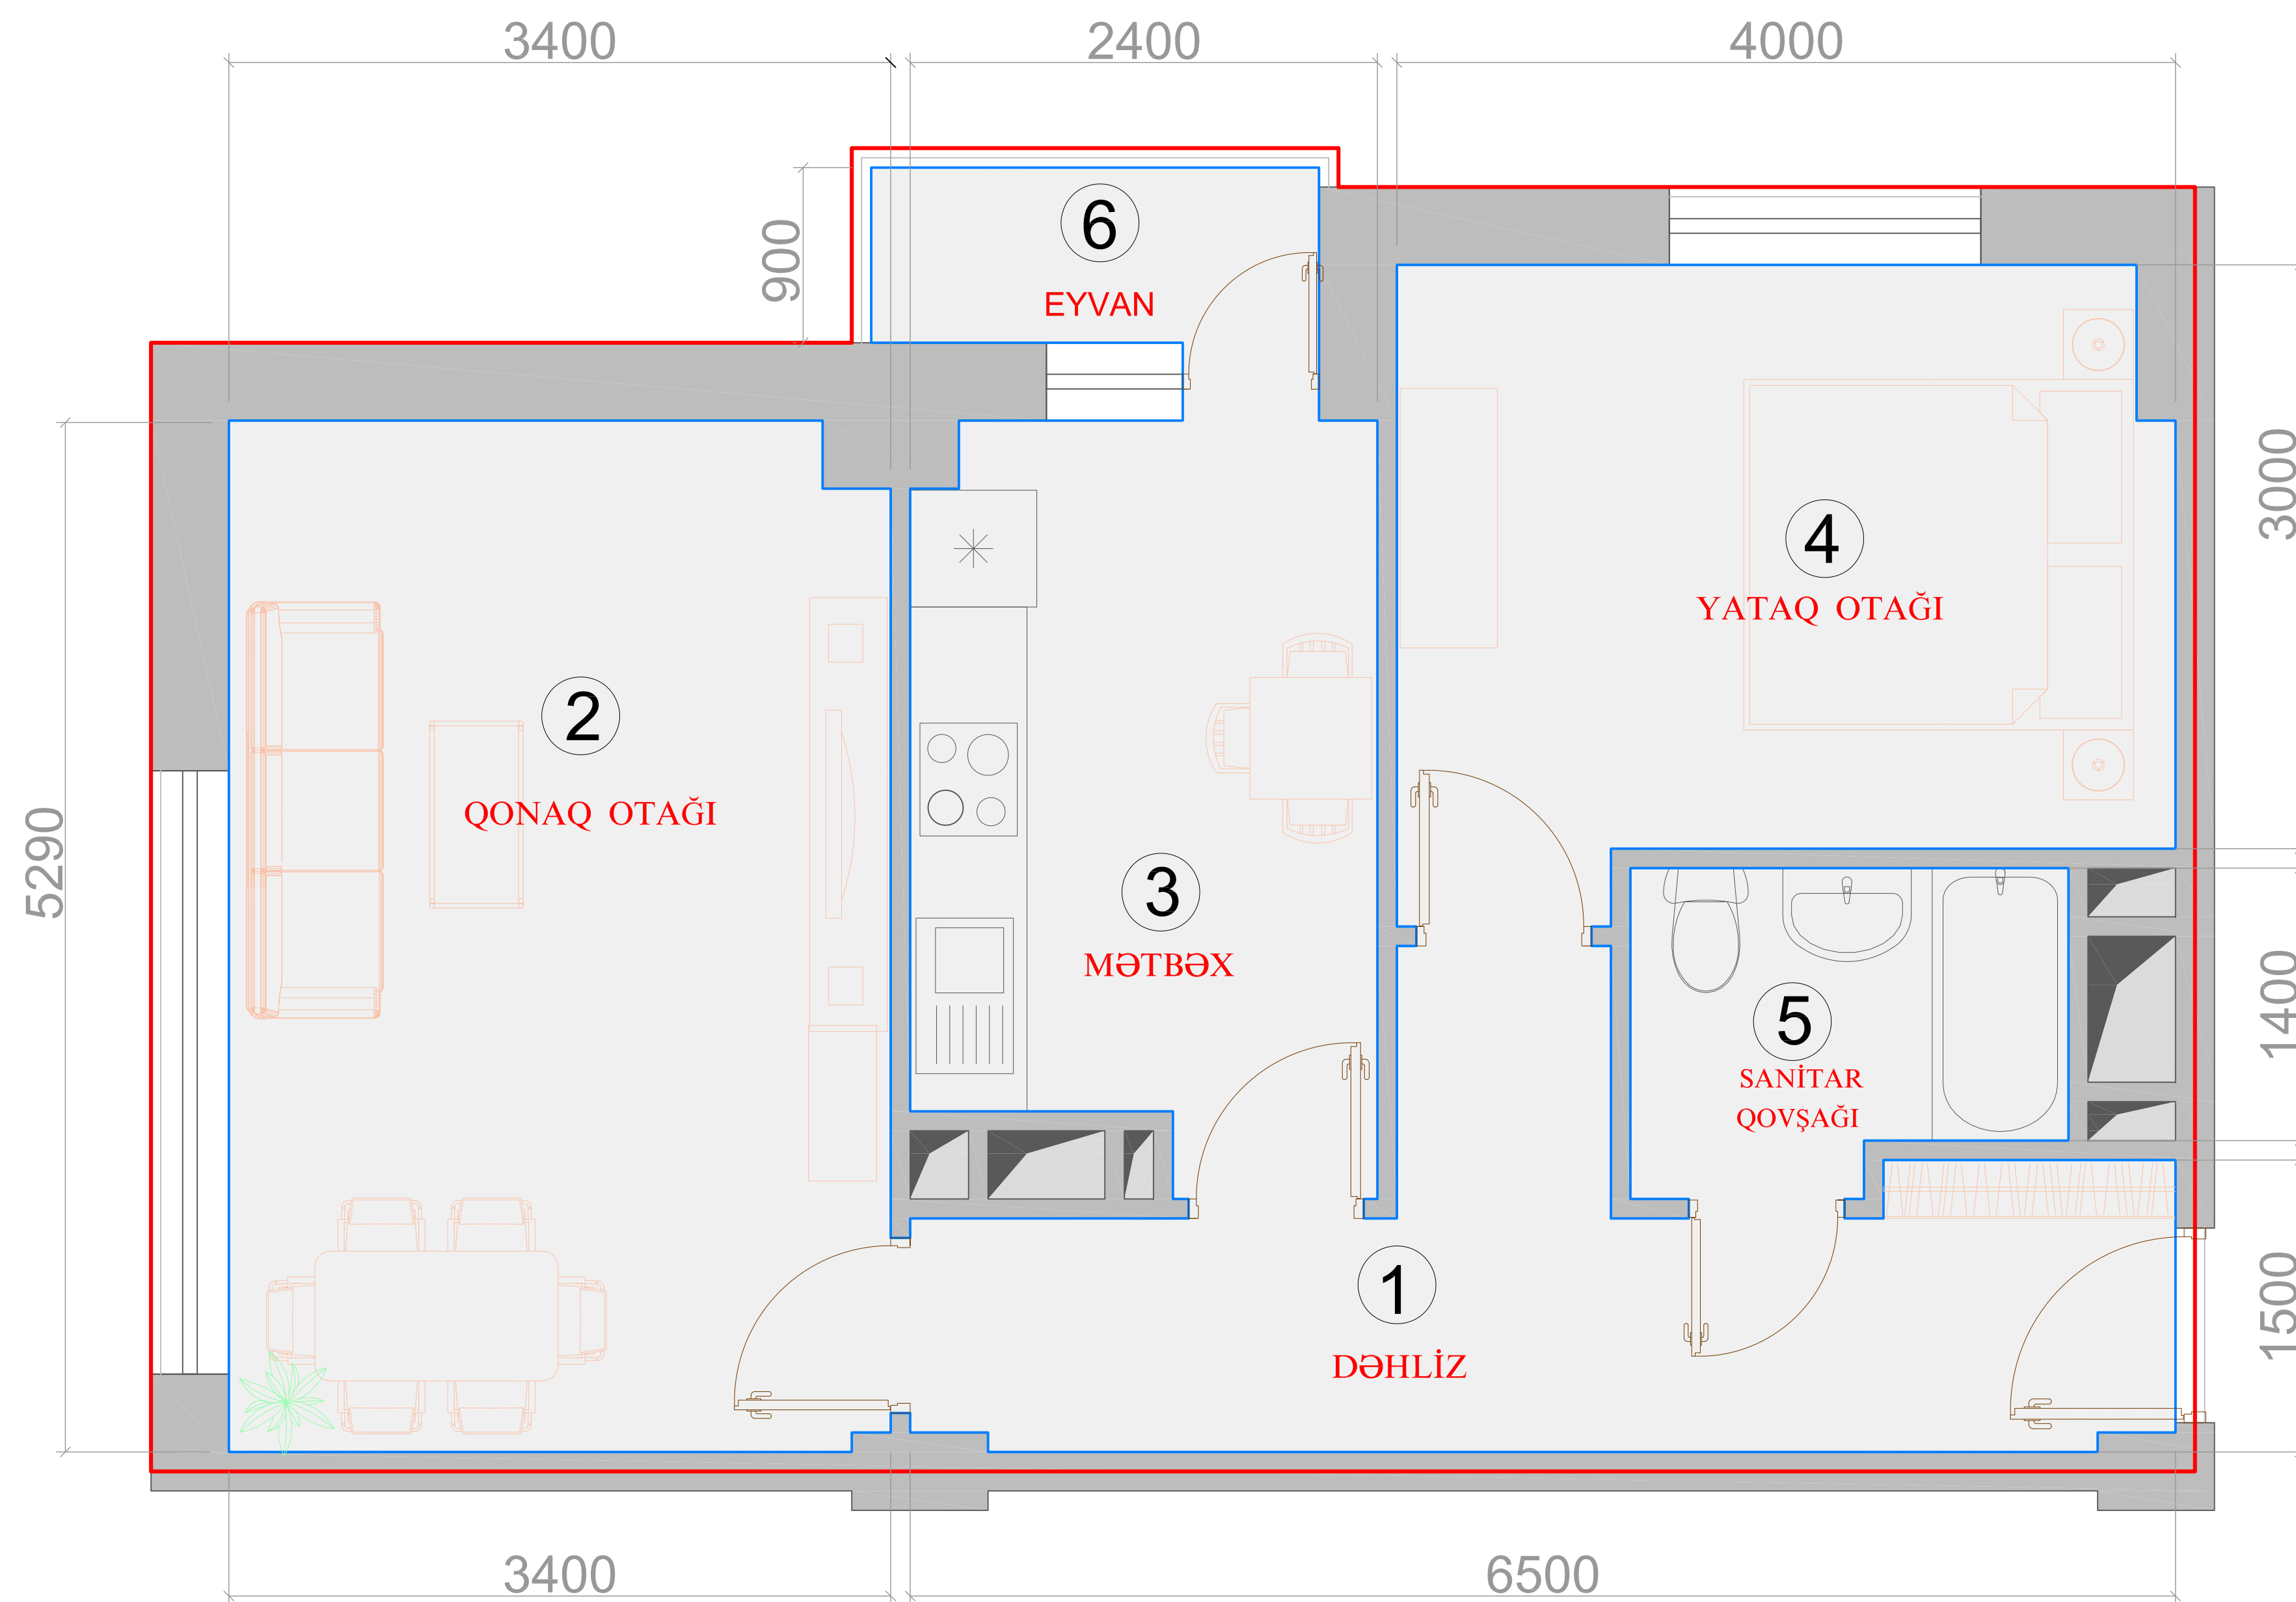 3400
2400
4000
6
EYVAN
900
3000
4
YATAQ OTAĞI
2
QONAQ OTAĞI
5290
3
MƏTBƏX
5
SANİTAR
QOVŞAĞI
1400
1
DƏHLİZ
1500
3400
6500